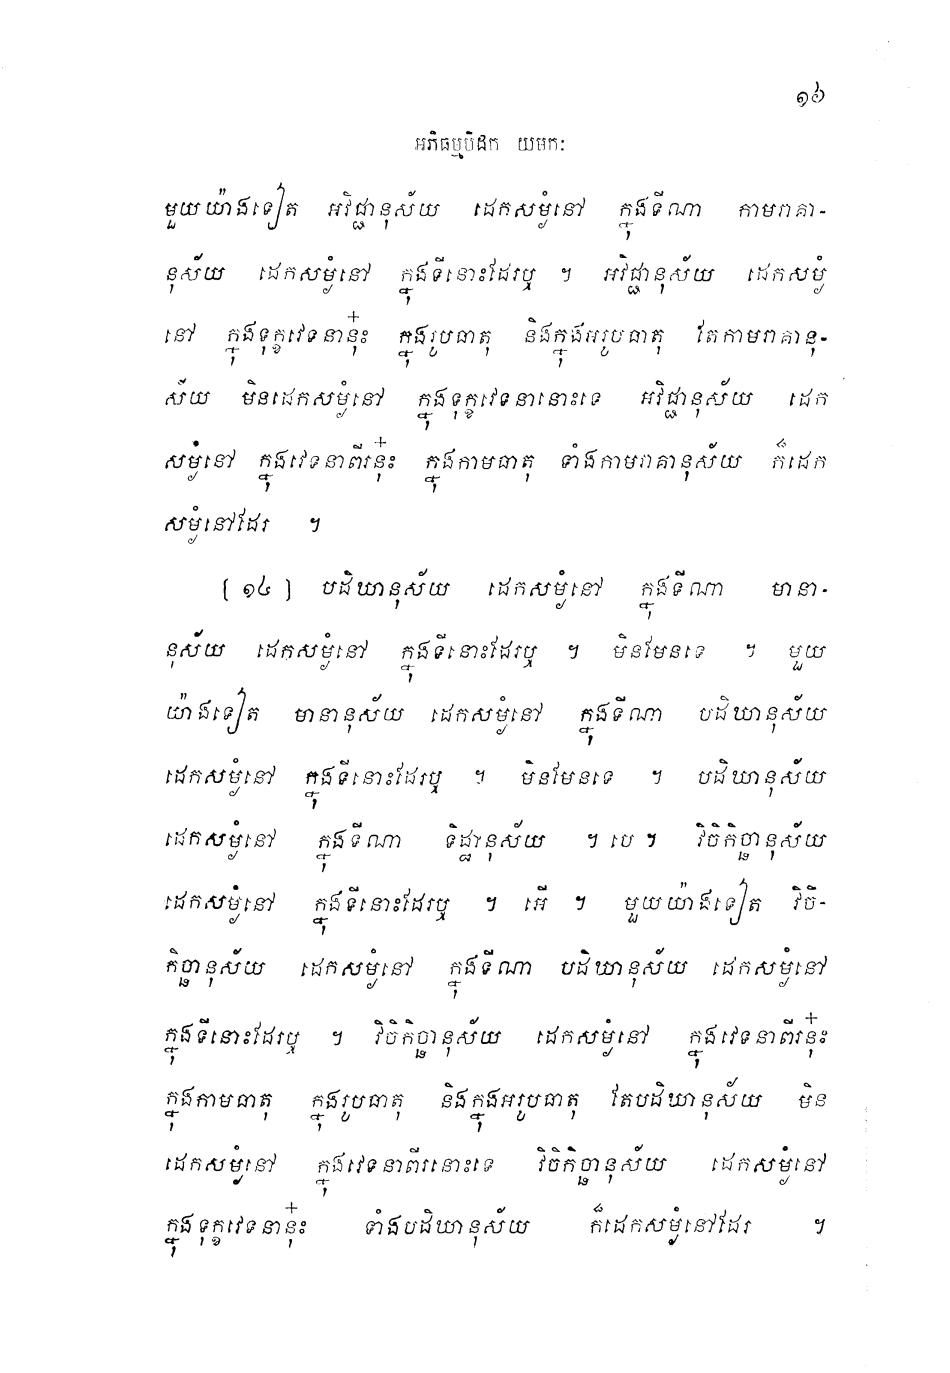 ១៦
អភិធម្មបិដក យមកៈ
មួយយ៉ាងទៀត អវិជ្ជានុស័យ ដេកសម្ងំនៅ ក្នុងទីណា កាមរាគា-
នុស័យ ដេកសម្ងំនៅ ក្នុងទីនោះដែរឬ ។ អវិជ្ជានុស័យ ដេកសម្ងំ
នៅ ក្នុងទុក្ខវេទនានុ៎ះ ក្នុងរូបធាតុ និងក្នុងអរូបធាតុ តែកាមរាគានុ-
ស័យ មិនដេកសម្ងំនៅ ក្នុងទុក្ខវេទនានោះទេ អវិជ្ជានុស័យ ដេក
សម្ងំនៅ ក្នុងវេទនាពីរនុ៎ះ ក្នុងកាមធាតុ ទាំងកាមរាគានុស័យ ក៏ដេក
សម្ងំនៅដែរ ។
[ ១៤ ] បដិឃានុស័យ ដេកសម្ងំនៅ ក្នុងទីណា មានា-
នុស័យ ដេកសម្ងំនៅ ក្នុងទីនោះដែរឬ ។ មិនមែនទេ ។ មួយ
យ៉ាងទៀត មានានុស័យ ដេកសម្ងំនៅ ក្នុងទីណា បដិឃានុស័យ
ដេកសម្ងំនៅ ក្នុងទីនោះដែរឬ ។ មិនមែនទេ ។ បដិឃានុស័យ
ដេកសម្ងំនៅ ក្នុងទីណា ទិដ្ឋានុស័យ ។ បេ ។ វិចិកិច្ឆានុស័យ
ដេកសម្ងំនៅ ក្នុងទីនោះដែរឬ ។ អើ ។ មួយយ៉ាងទៀត វិចិ-
កិច្ឆានុស័យ ដេកសម្ងំនៅ ក្នុងទីណា បដិឃានុស័យ ដេកសម្ងំនៅ
ក្នុងទីនោះដែរឬ ។ វិចិកិច្ឆានុស័យ ដេកសម្ងំនៅ ក្នុងវេទនាពីរនុ៎ះ
ក្នុងកាមធាតុ ក្នុងរូបធាតុ និងក្នុងអរូបធាតុ តែបដិឃានុស័យ មិន
ដេកសម្ងំនៅ ក្នុងវេទនាពីរនោះទេ វិចិកិច្ឆានុស័យ ដេកសម្ងំនៅ
ក្នុងទុក្ខវេទនានុ៎ះ ទាំងបដិឃានុស័យ ក៏ដេកសម្ងំនៅដែរ ។